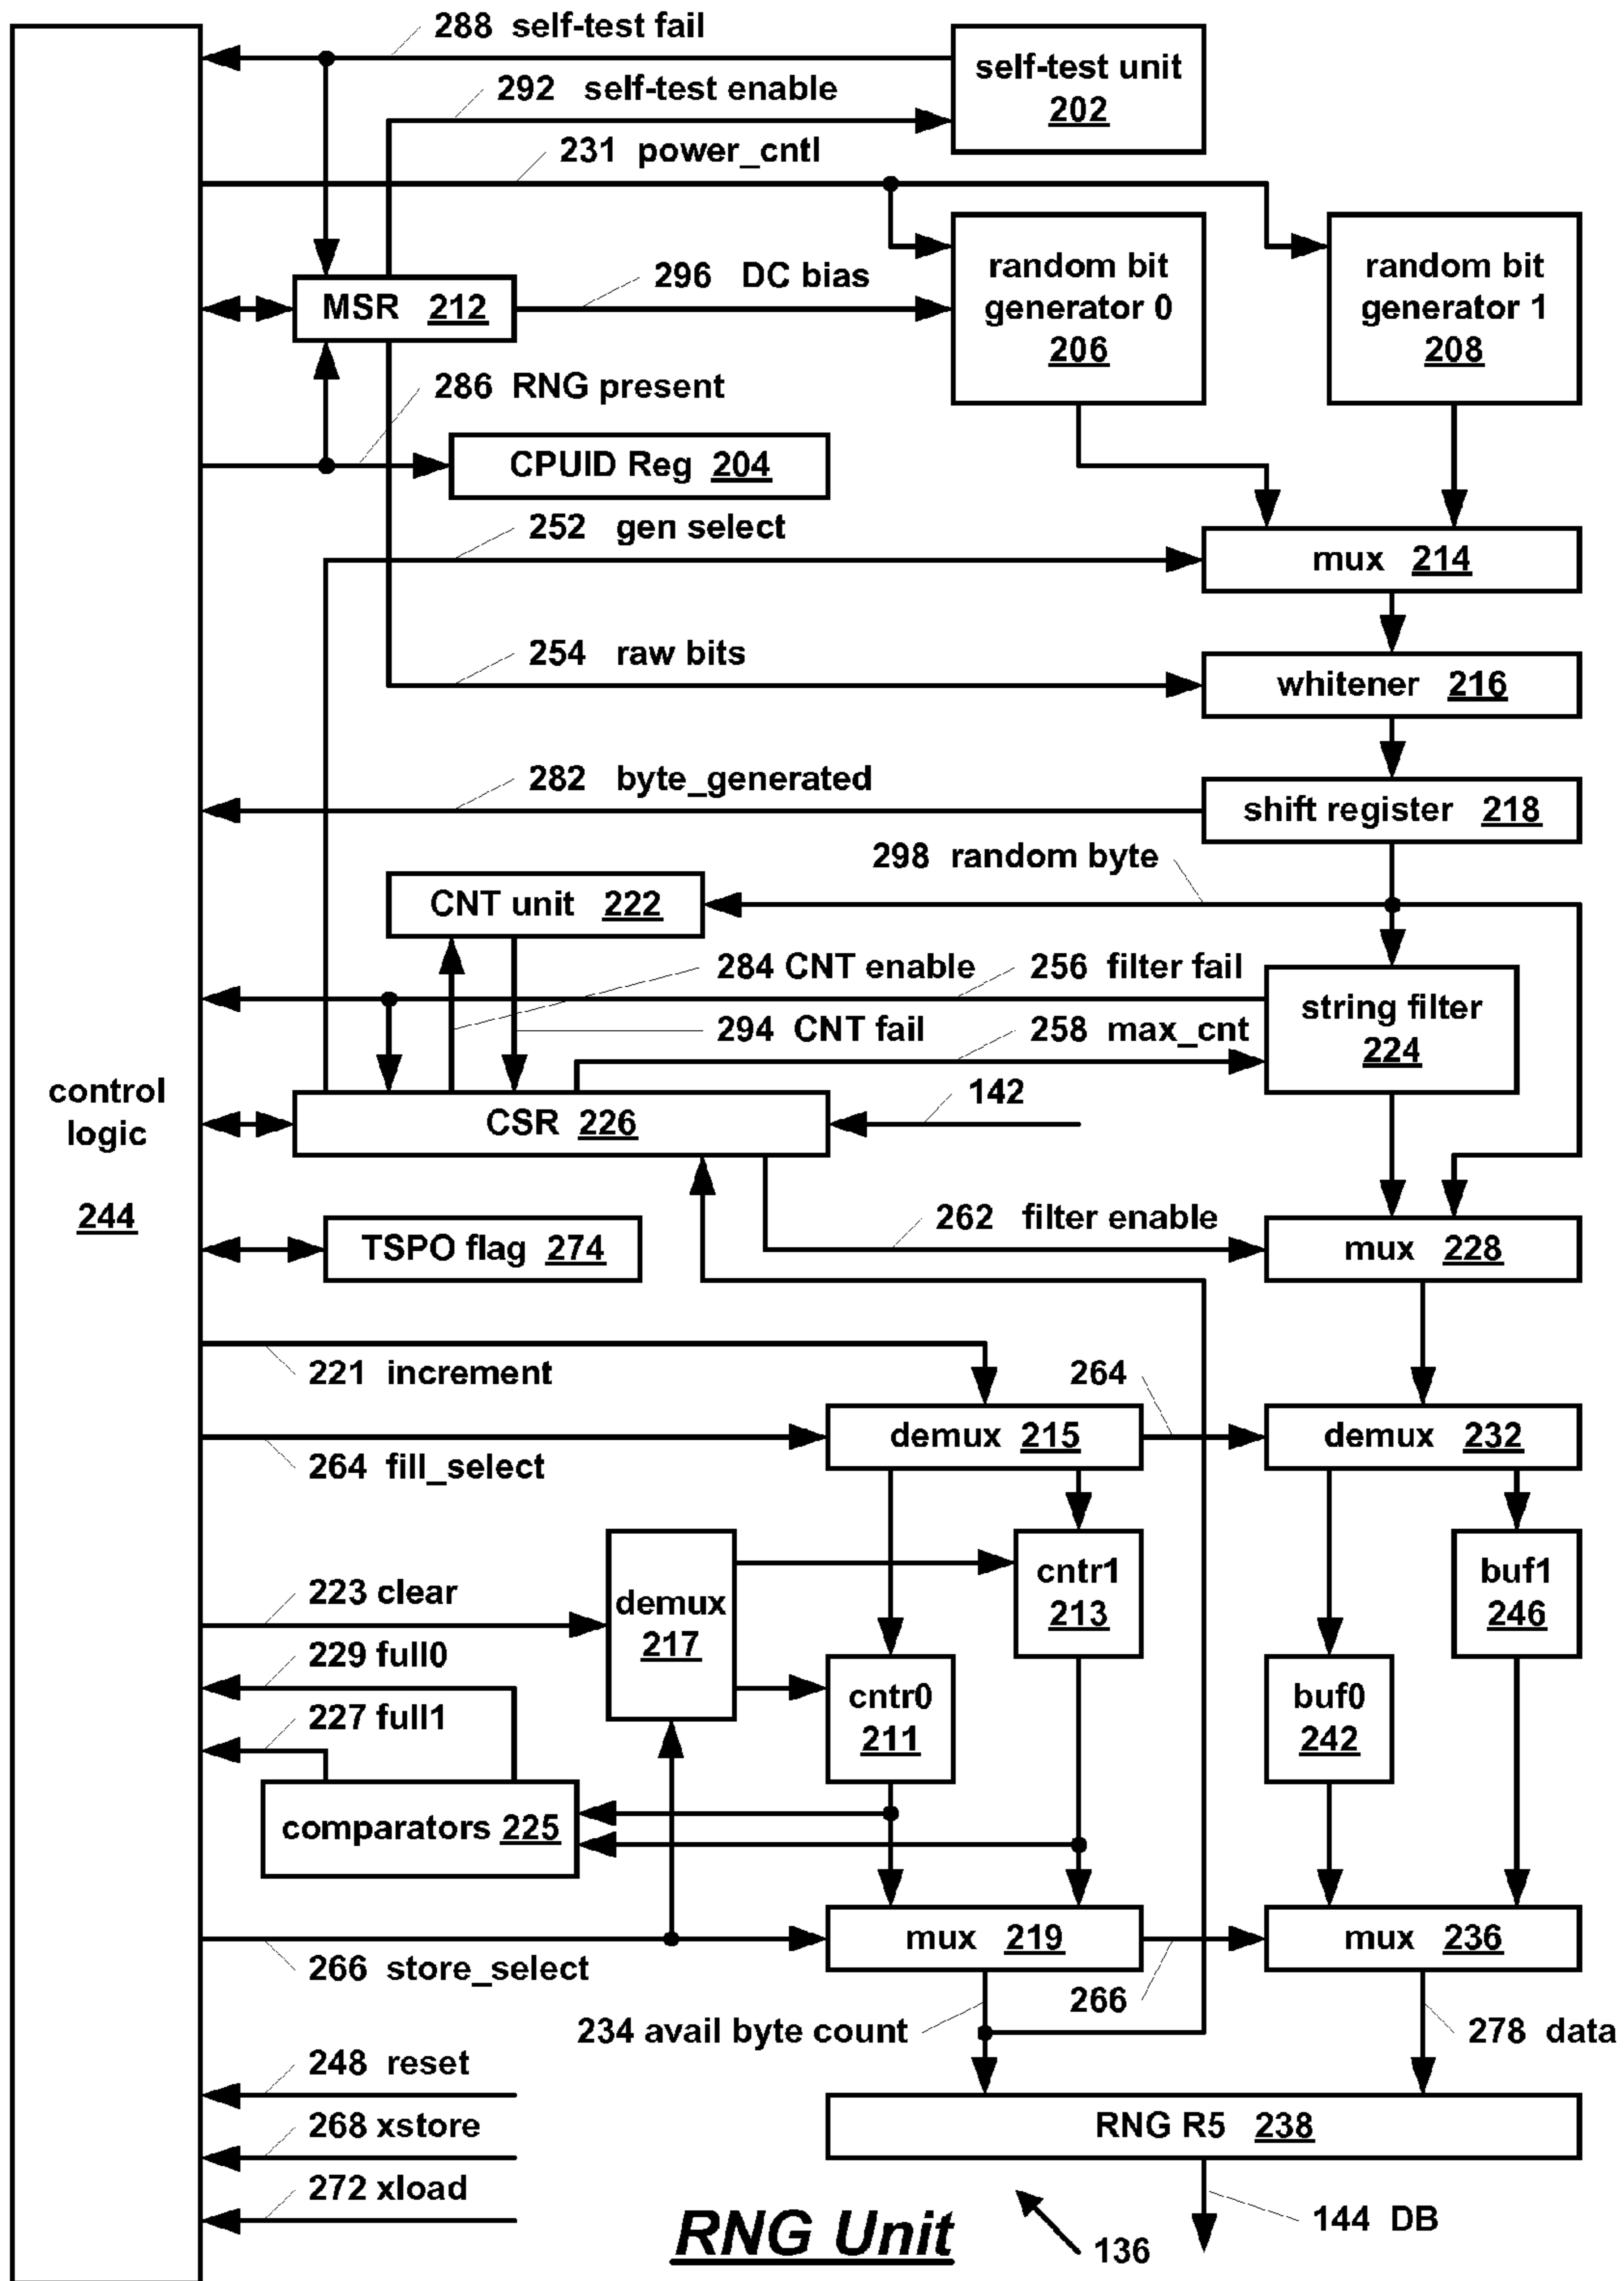 288 self-test fail
self-test unit
202
292 self-test enable
231 power_cntl
random bit
generator 0
206
random bit
generator 1
208
296 DC bias
MSR 212
286 RNG present
CPUID Reg 204
252 gen select
mux 214
254 raw bits
whitener 216
282 byte_generated
shift register 218
298 random byte
CNT unit 222
284 CNT enable
256 filter fail
string filter
224
294 CNT fail
258 max_cnt
control
logic
244
142
CSR 226
262 filter enable
TSPO flag 274
mux 228
221 increment
264
demux 215
demux 232
264 fill_select
demux
217
cntr1
213
buf1
246
223 clear
229 full0
cntr0
211
buf0
242
227 full1
comparators 225
mux 219
mux 236
266 store_select
266
234 avail byte count
278 data
248 reset
268 xstore
RNG R5 238
272 xload
RNG Unit
136
144 DB